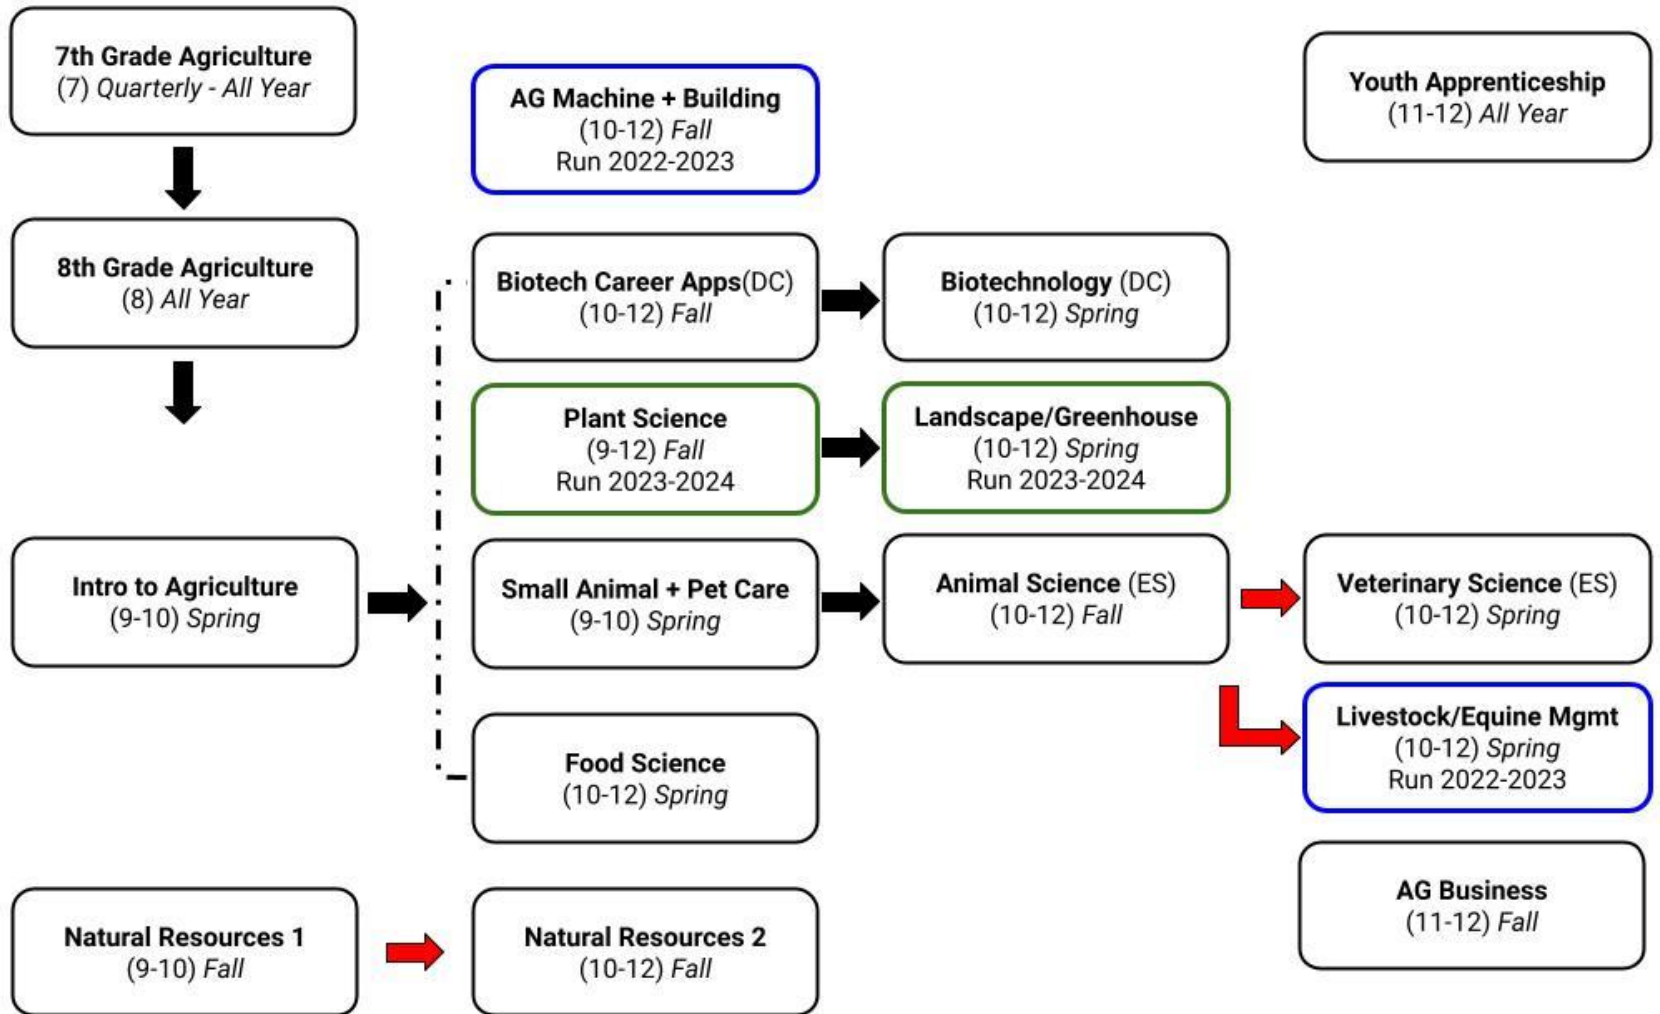 7th Grade Agriculture
(7) Quarterly - All Year
AG Machine + Building
(10-12) Fall
Run 2022-2023
Youth Apprenticeship
(11-12) All Year
8th Grade Agriculture
(8) All Year
Biotech Career Apps(DC)
(10-12) Fall
Biotechnology (DC)
(10-12) Spring
Plant Science
(9-12) Fall
Run 2023-2024
Landscape/Greenhouse
(10-12) Spring
Run 2023-2024
Intro to Agriculture
(9-10) Spring
Small Animal + Pet Care
(9-10) Spring
Animal Science (ES)
(10-12) Fall
Veterinary Science (ES)
(10-12) Spring
Livestock/Equine Mgmt
(10-12) Spring
Run 2022-2023
Food Science
(10-12) Spring
AG Business
(11-12) Fall
Natural Resources 1
(9-10) Fall
Natural Resources 2
(10-12) Fall